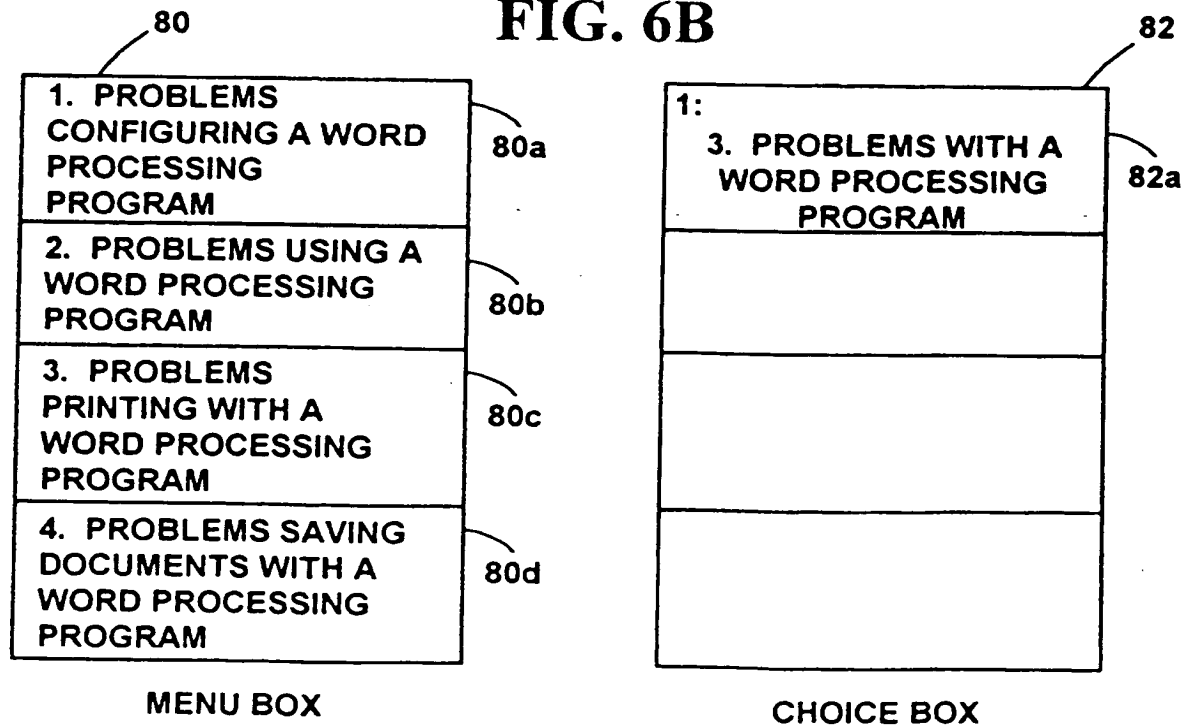 FIG. 6B
80
1. PROBLEMS
CONFIGURING A WORD
PROCESSING
PROGRAM
80a
2. PROBLEMS USING A
WORD PROCESSING
PROGRAM
80b
3. PROBLEMS
PRINTING WITH A
WORD PROCESSING
PROGRAM
80c
4. PROBLEMS SAVING
DOCUMENTS WITH A
WORD PROCESSING
PROGRAM
80d
MENU BOX
82
1:
3. PROBLEMS WITH A
WORD PROCESSING
PROGRAM
82a
CHOICE BOX